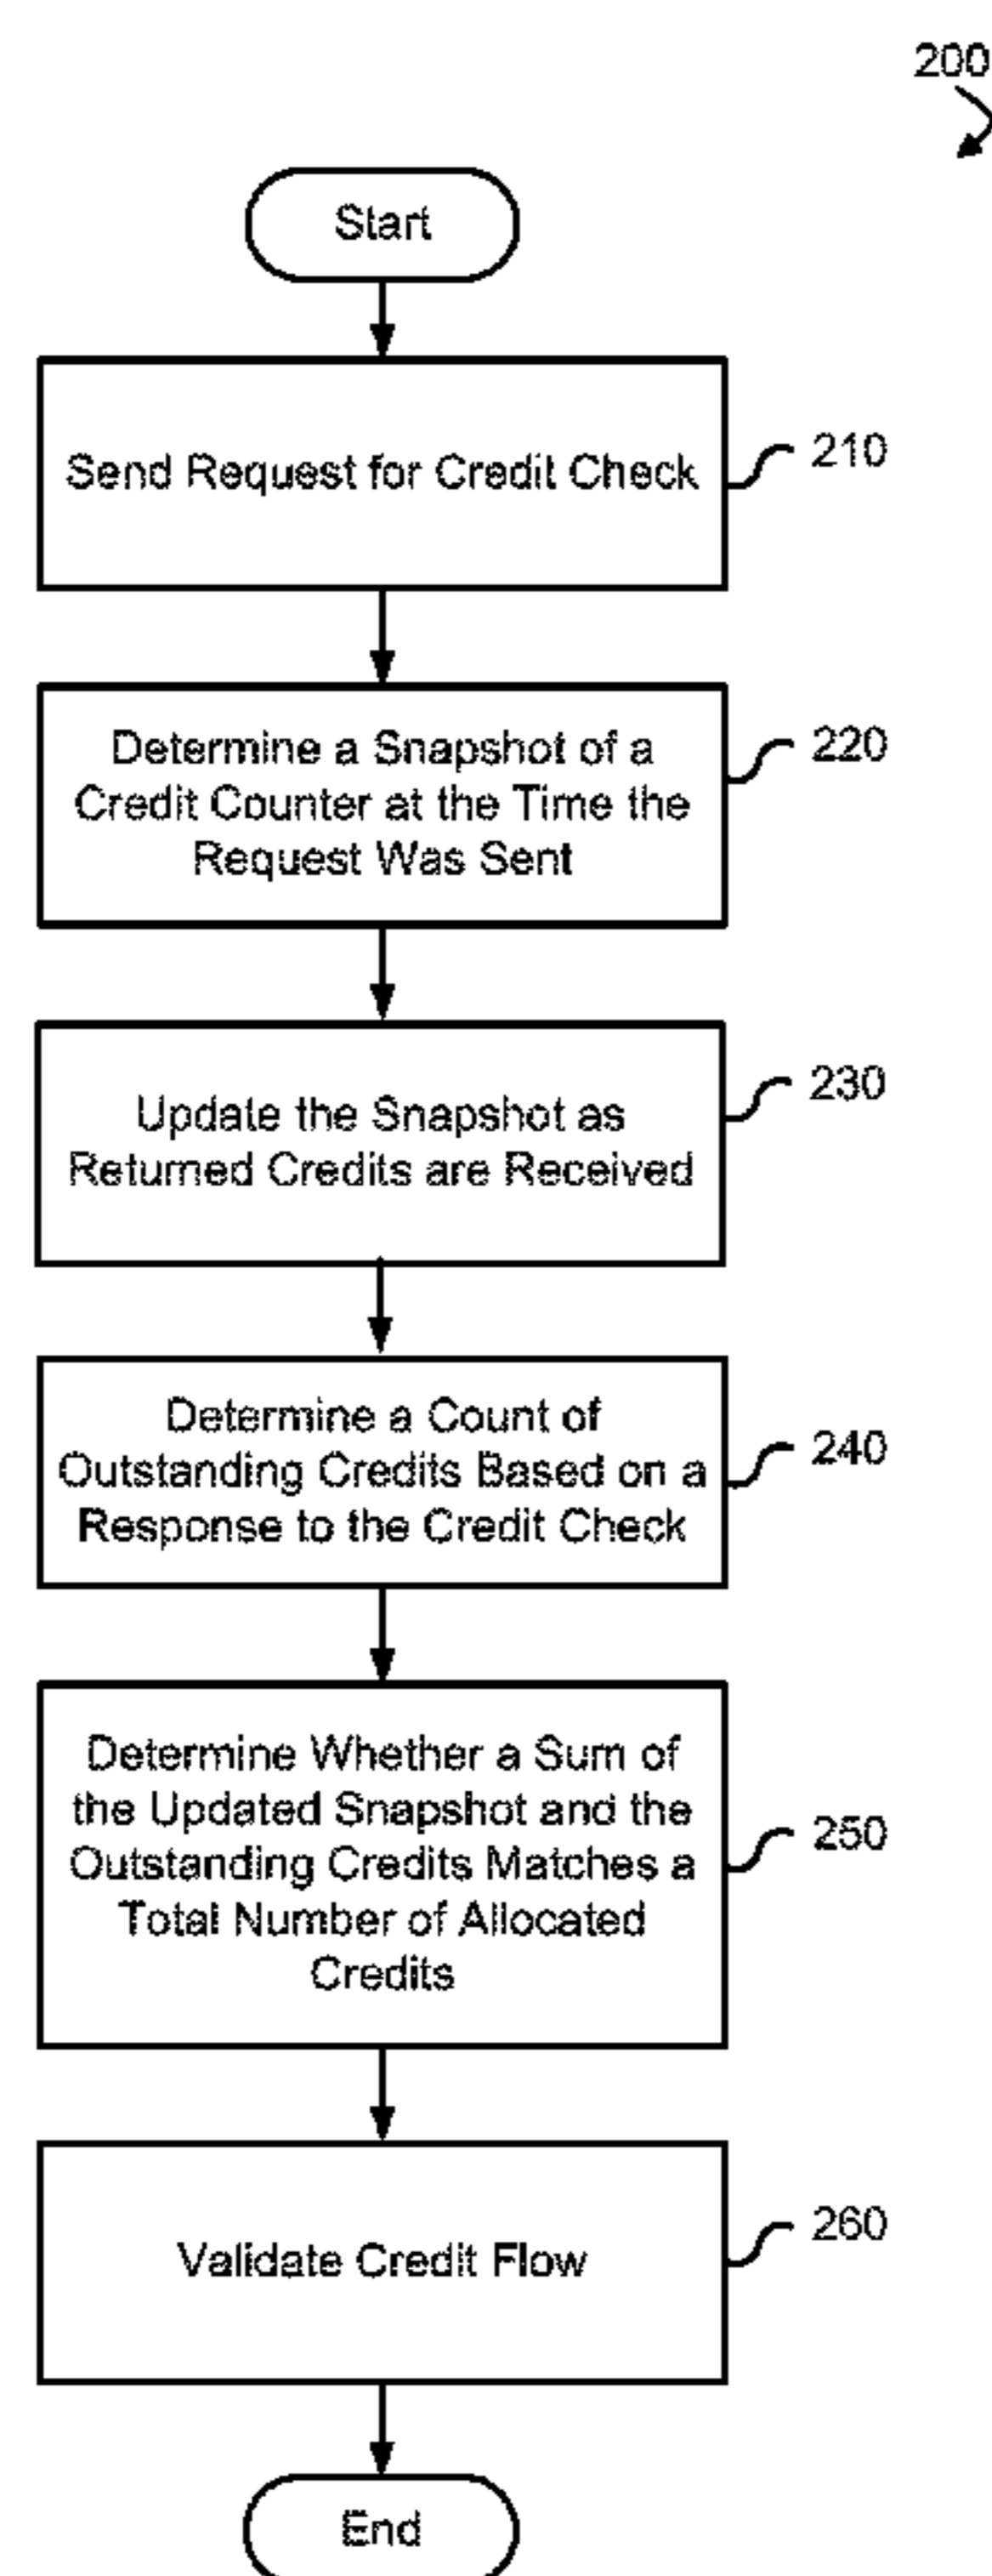 200
Start
Send Request for Credit Check
210
Determine a Snapshot of a
Credit Counter at the Time the
Request Was Sent
220
Update the Snapshot as
Returned Credits are Received
230
Determine a Count of
Outstanding Credits Based on a
Response to the Credit Check
240
Determine Whether a Sum of
the Updated Snapshot and the
Outstanding Credits Matches a
Total Number of Allocated
Credits
250
Validate Credit Flow
260
End